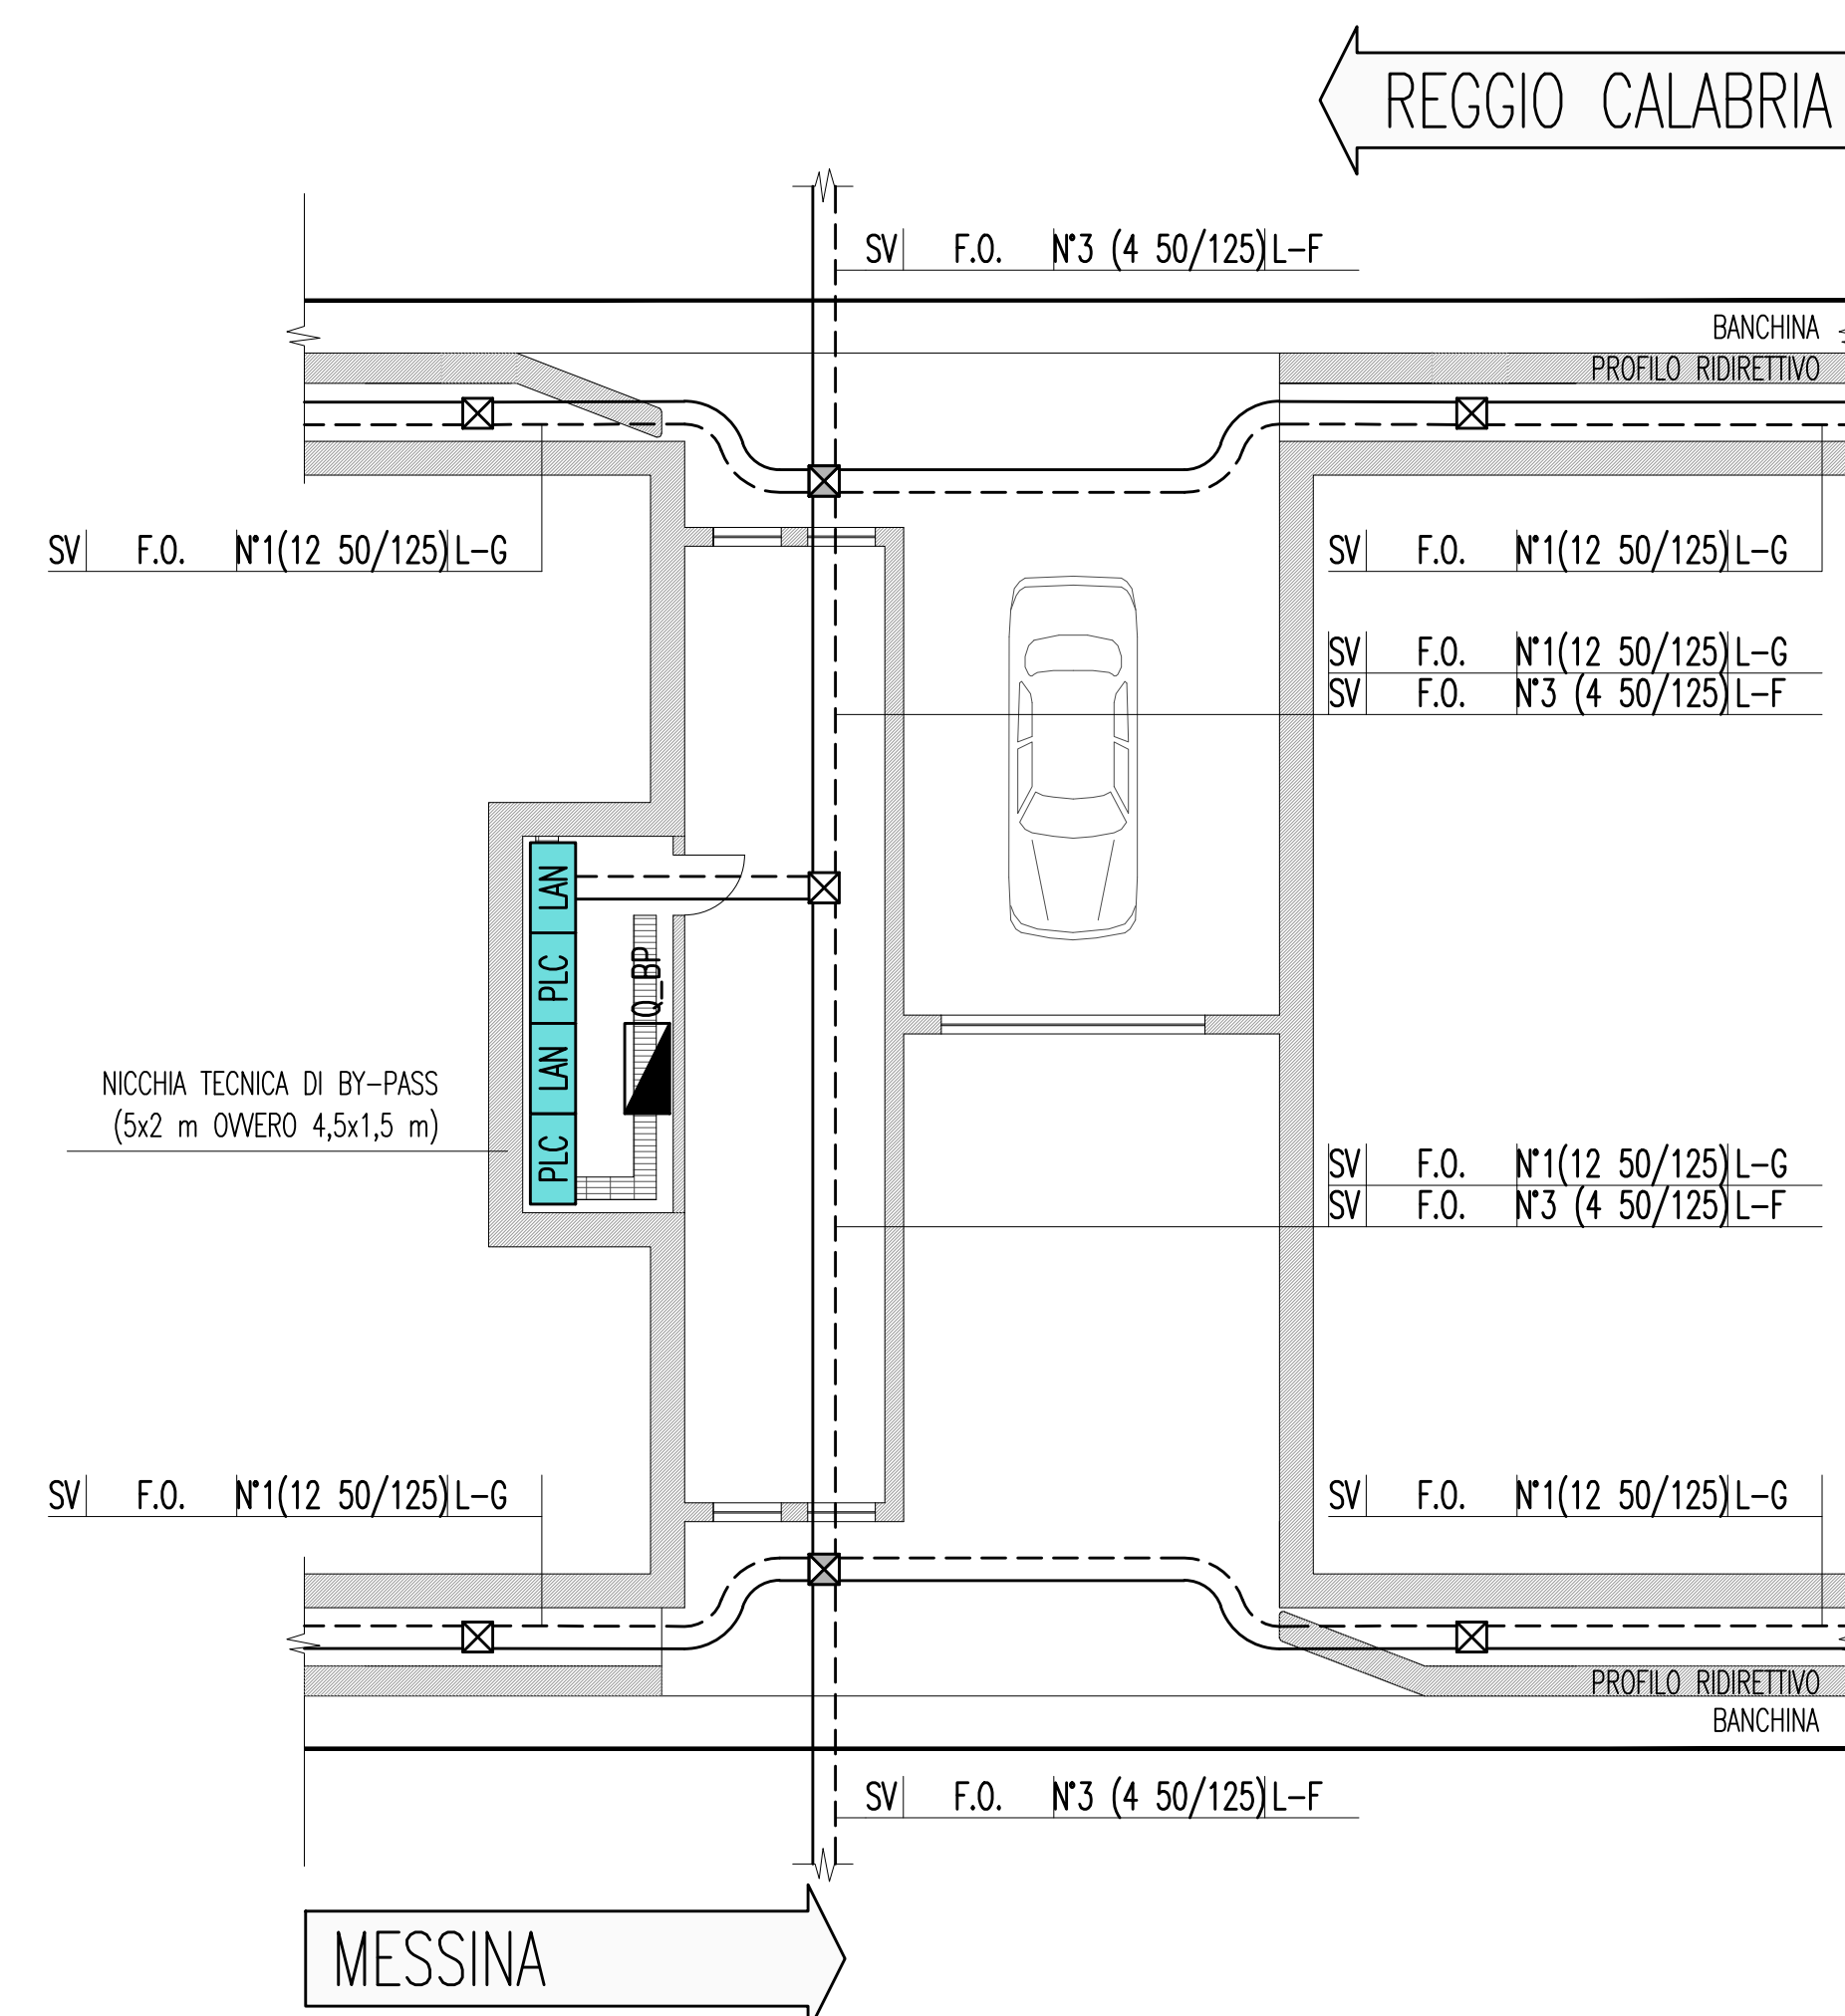 REGGIO CALABRIA
SV F.O. N°3 (4 50/125) L-F
BANCHINA
PROFILO RIDIRETTIVO
SV F.O. N°1(12 50/125) L-G
SV F.O. N°1(12 50/125) L-G
SV F.O. N°1(12 50/125) L-G
SV F.O. N°3 (4 50/125) L-F
LAN
PLC
LAN
PLC
Q_BP
NICCHIA TECNICA DI BY-PASS
(5x2 m OVVERO 4,5x1,5 m)
SV F.O. N°1(12 50/125) L-G
SV F.O. N°3 (4 50/125) L-F
SV F.O. N°1(12 50/125) L-G
SV F.O. N°1(12 50/125) L-G
PROFILO RIDIRETTIVO
BANCHINA
SV F.O. N°3 (4 50/125) L-F
MESSINA